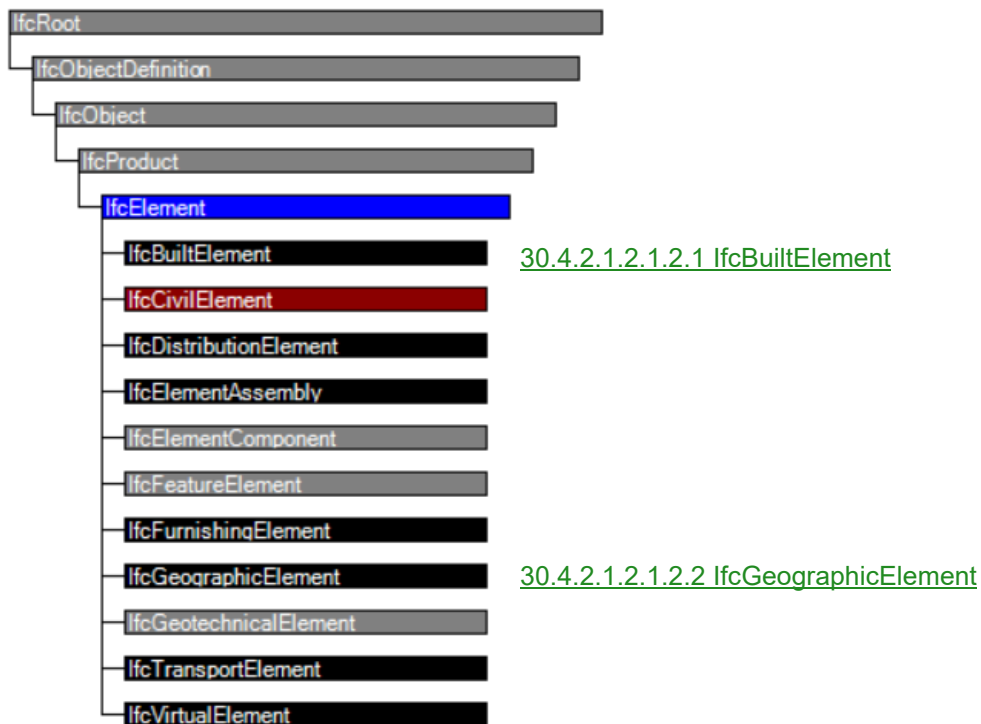 IfcRoot
IfcObjectDefinition
IfcObject
IfcProduct
IfcElement
IfcBuiltElement 30.4.2.1.2.1.2.1 IfcBuiltElement
IfcCivilElement
IfcDistributionElement
IfcElementAssembly
IfcElementComponent
IfcFeatureElement
IfcFurnishingElement
IfcGeographicElement 30.4.2.1.2.1.2.2 IfcGeographicElement
IfcGeotechnicalElement
IfcTransportElement
IfcVirtualElement